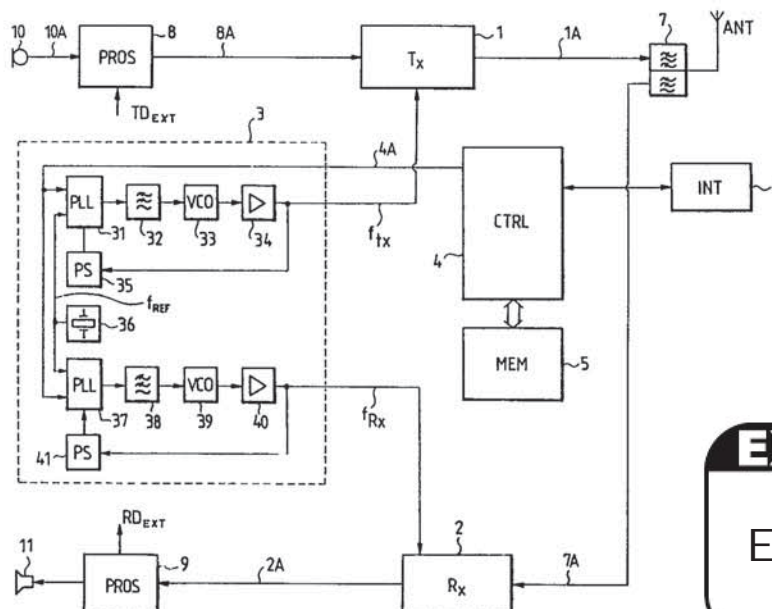 10 10A 8 8A 1 1A 7 ANT
PROS Tx
TDEXT
3
4A
PLL VCO CTRL INT
31 32 33 34 ftx 4
PS
35
fREF
36
MEM 5
PLL VCO
37 38 39 40 fRx
41 PS
RDEXT
11 9 2A 2 7A
PROS Rx